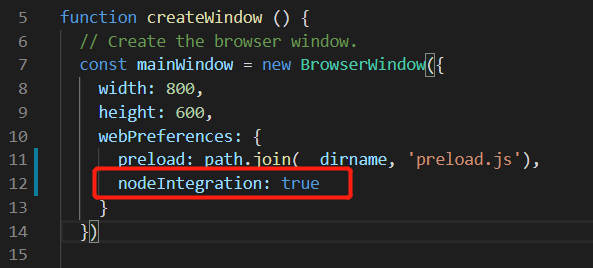 5 function createWindow () {
6 // Create the browser window.
7 const mainWindow = new BrowserWindow({
8 width: 800,
9 height: 600,
10 webPreferences: {
11 preload: path.join(__dirname, 'preload.js'),
12 nodeIntegration: true
13 }
14 })
15